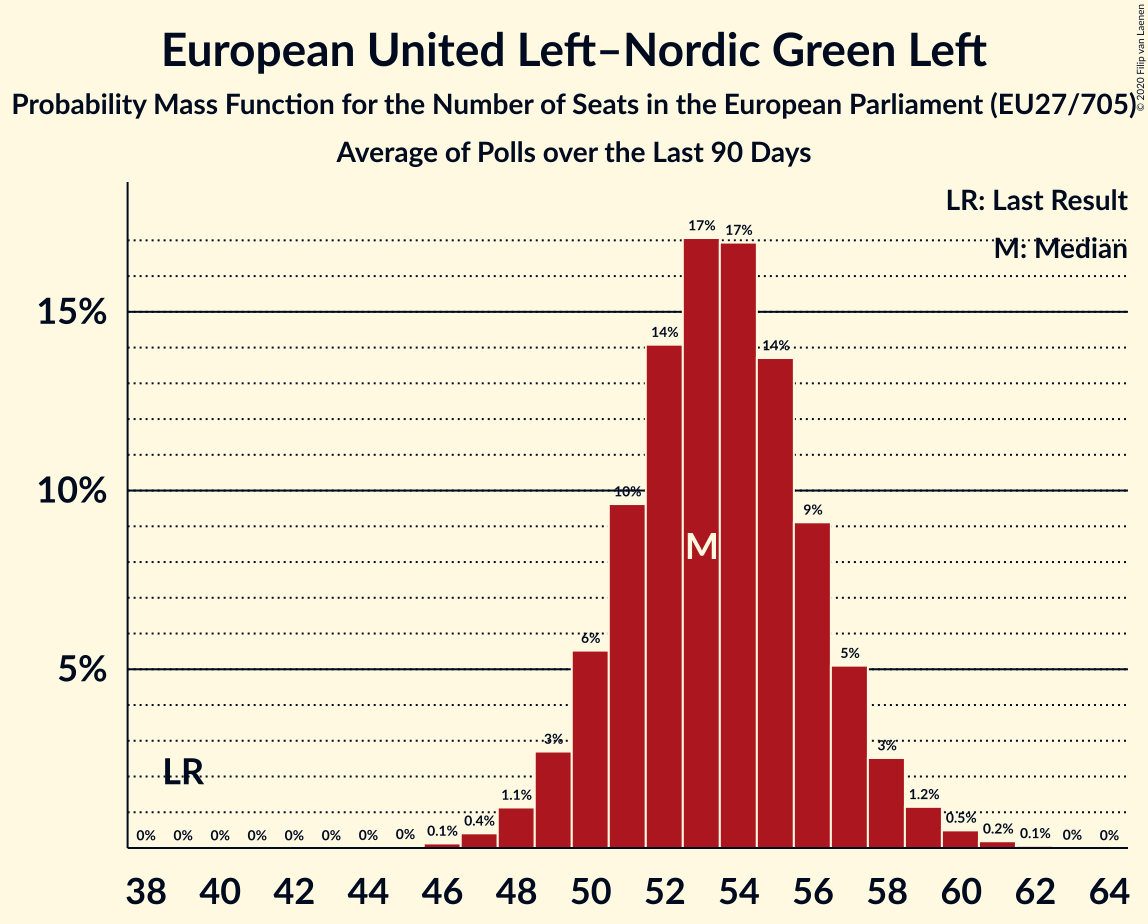 European United Left–Nordic Green Left
Probability Mass Function for the Number of Seats in the European Parliament (EU27/705)
Average of Polls over the Last 90 Days
© 2020 Filip van Laenen
LR: Last Result
M: Median
15%
10%
5%
0% 0% 0% 0% 0% 0% 0% 0% 0.1% 0.4% 1.1% 3% 6% 10% 14% 17% 17% 14% 9% 5% 3% 1.2% 0.5% 0.2% 0.1% 0% 0%
LR
M
38 40 42 44 46 48 50 52 54 56 58 60 62 64